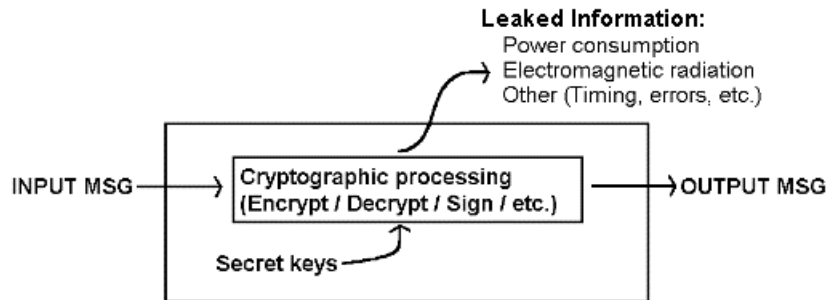 Leaked Information:
Power consumption
Electromagnetic radiation
Other (Timing, errors, etc.)
INPUT MSG
Cryptographic processing
(Encrypt / Decrypt / Sign / etc.)
OUTPUT MSG
Secret keys